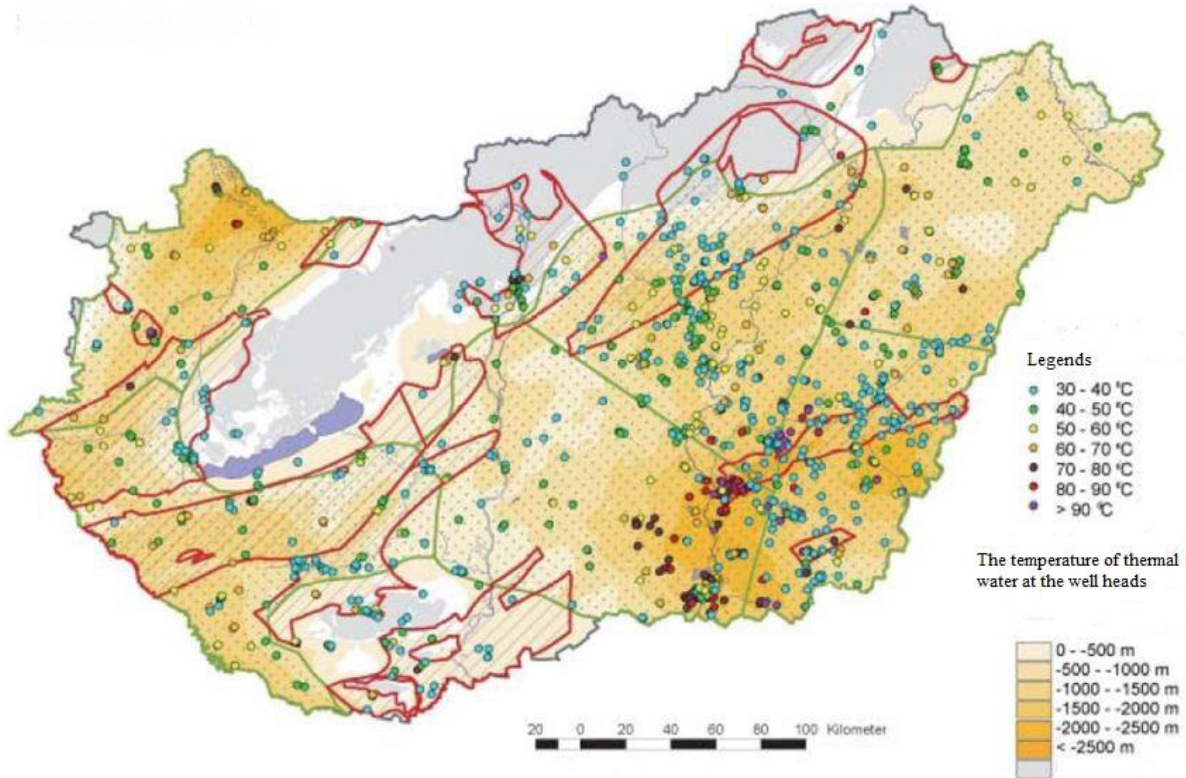 Legends
30 - 40 °C
40 - 50 °C
50 - 60 °C
60 - 70 °C
70 - 80 °C
80 - 90 °C
> 90 °C
The temperature of thermal
water at the well heads
0 - -500 m
-500 - -1000 m
-1000 - -1500 m
-1500 - -2000 m
-2000 - -2500 m
< -2500 m
20 0 20 40 60 80 100 Kilometer